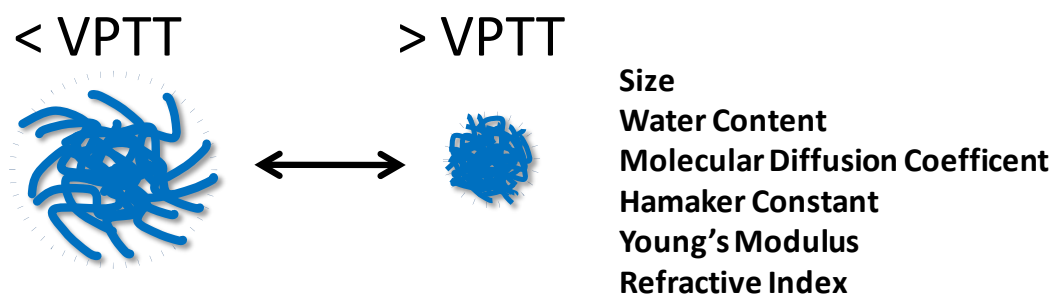 < VPTT
> VPTT
Size
Water Content
Molecular Diffusion Coefficent
Hamaker Constant
Young's Modulus
Refractive Index